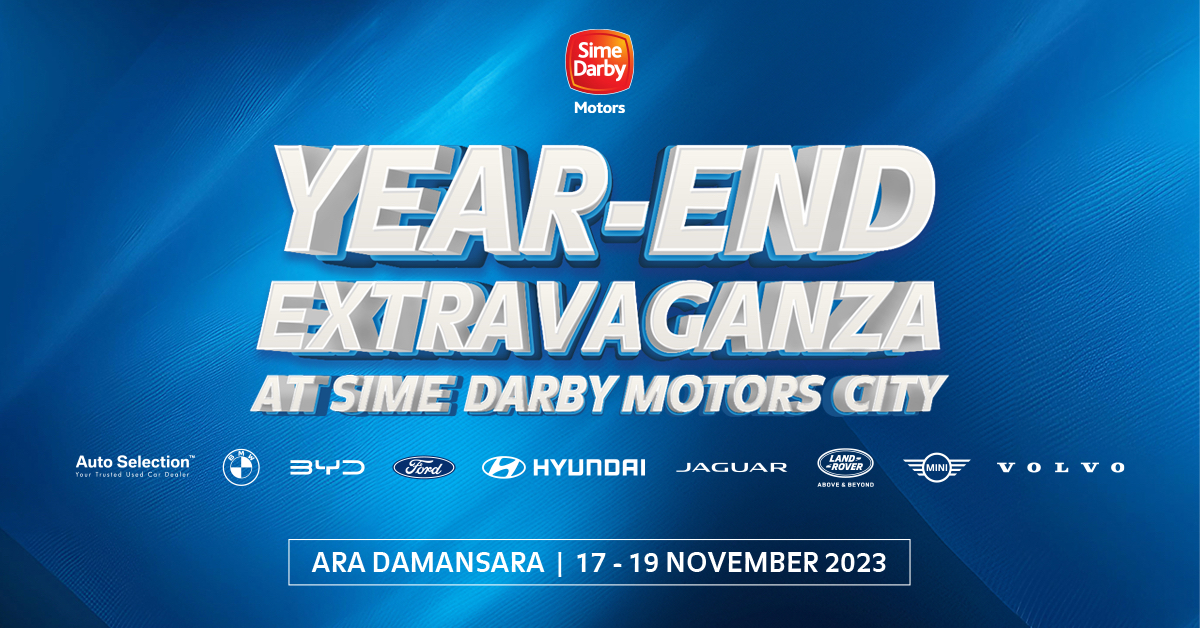 Sime
Darby
Motors
YEAR-END
EXTRAVAGANZA
AT SIME DARBY MOTORS CITY
Auto Selection™
Your Trusted Used Car Dealer
BMW
BYD
Ford
HYUNDAI
JAGUAR
LAND-
ROVER
ABOVE & BEYOND
MINI
VOLVO
ARA DAMANSARA | 17 - 19 NOVEMBER 2023